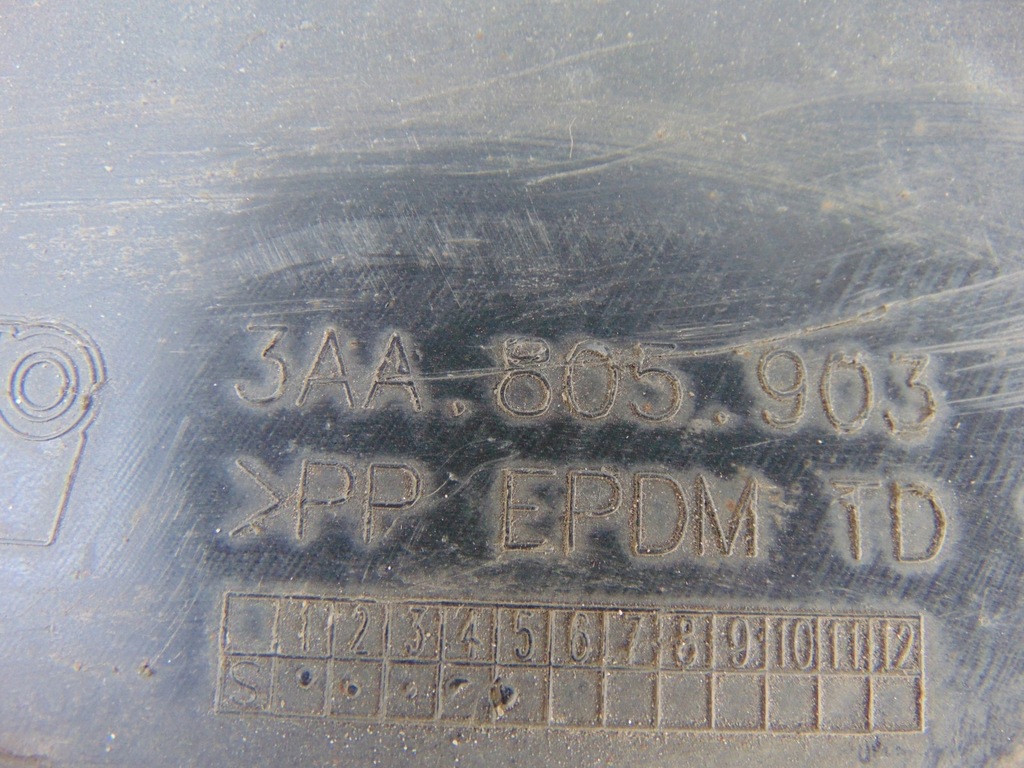 3AA.805.903
>PP EPDM TD
1 2 3 4 5 6 7 8 9 10 11 12
S